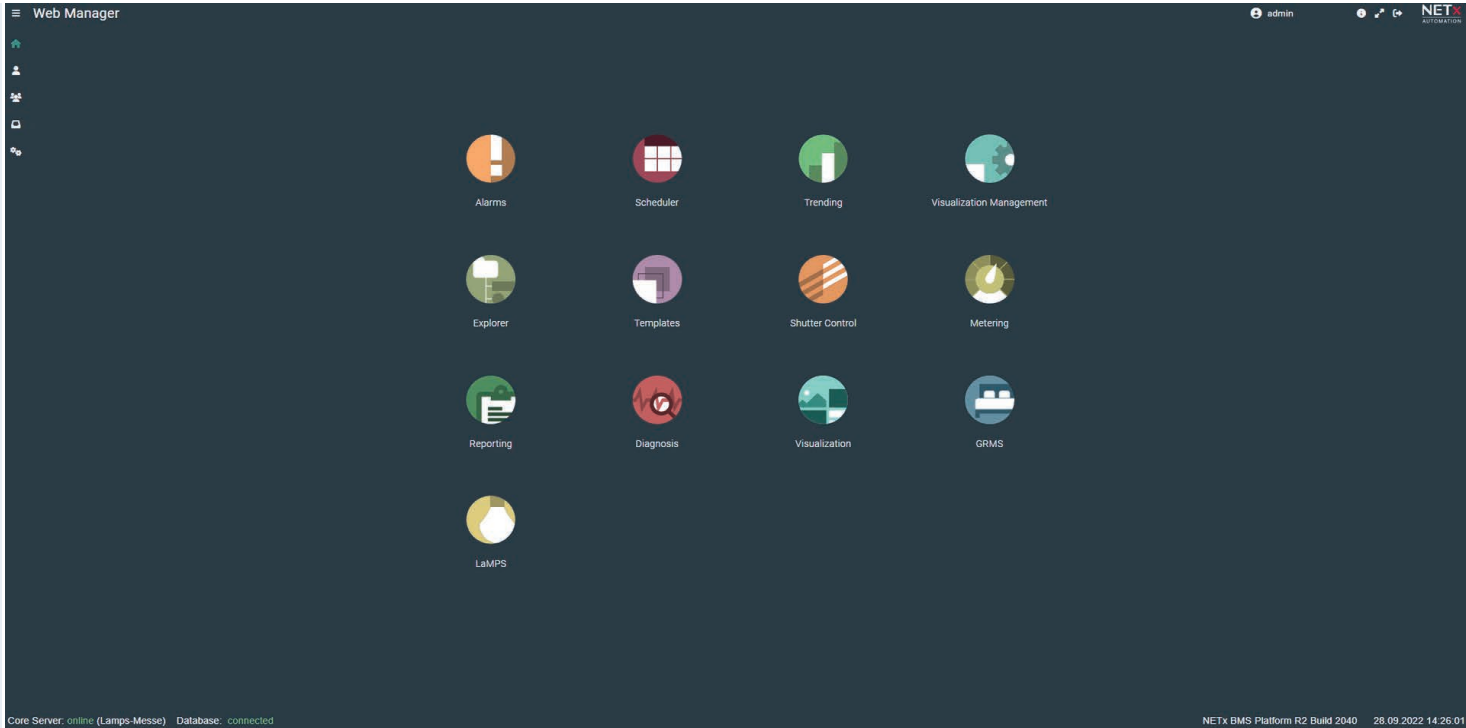 Web Manager
admin
NETX
AUTOMATION
Alarms
Scheduler
Trending
Visualization Management
Explorer
Templates
Shutter Control
Metering
Reporting
Diagnosis
Visualization
GRMS
LaMPS
Core Server: online (Lamps-Messe) Database: connected
NETx BMS Platform R2 Build 2040 28.09.2022 14:26:01